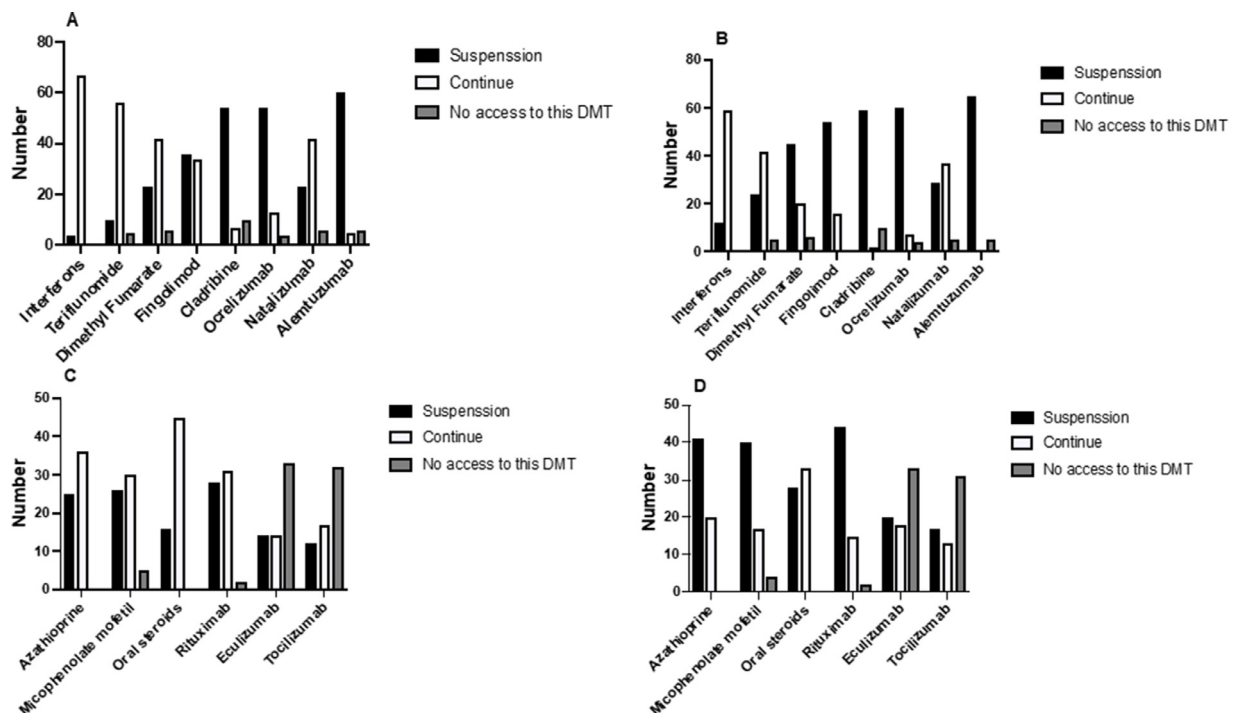 A
80
60
40
20
0
Number
Suspenssion
Continue
No access to this DMT
Interferons
Teriflunomide
Dimethyl Fumarate
Fingolimod
Cladribine
Ocrelizumab
Natalizumab
Alemtuzumab
B
80
60
40
20
0
Number
Suspenssion
Continue
No access to this DMT
Interferons
Teriflunomide
Dimethyl Fumarate
Fingolimod
Cladribine
Ocrelizumab
Natalizumab
Alemtuzumab
C
50
40
30
20
10
0
Number
Suspenssion
Continue
No access to this DMT
Azathioprine
Micophenolate mofetil
Oral steroids
Rituximab
Eculizumab
Tocilizumab
D
50
40
30
20
10
0
Number
Suspenssion
Continue
No access to this DMT
Azathioprine
Micophenolate mofetil
Oral steroids
Rituximab
Eculizumab
Tocilizumab